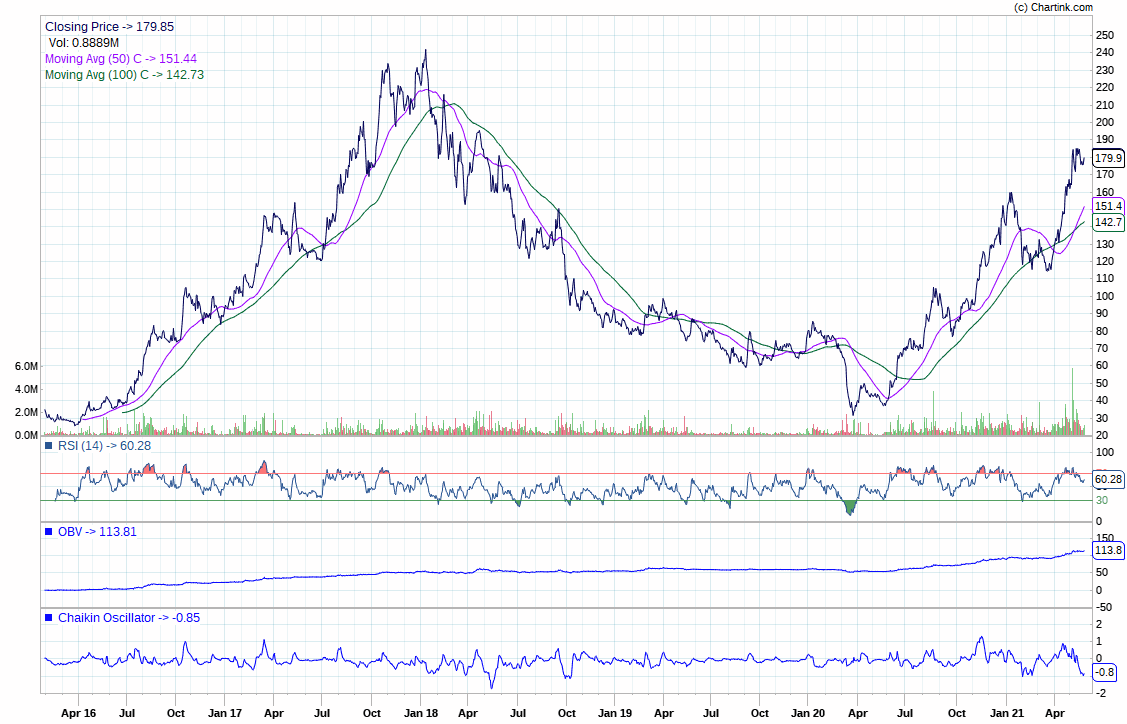 (c) Chartink.com
Closing Price -> 179.85
Vol: 0.8889M
Moving Avg (50) C -> 151.44
Moving Avg (100) C -> 142.73
250
240
230
220
210
200
190
179.9
170
160
151.4
142.7
130
120
110
100
90
80
70
60
50
40
30
20
6.0M
4.0M
2.0M
0.0M
RSI (14) -> 60.28
100
60.28
30
0
OBV -> 113.81
150
113.8
50
0
-50
Chaikin Oscillator -> -0.85
2
1
0
-0.8
-2
Apr 16 Jul Oct Jan 17 Apr Jul Oct Jan 18 Apr Jul Oct Jan 19 Apr Jul Oct Jan 20 Apr Jul Oct Jan 21 Apr